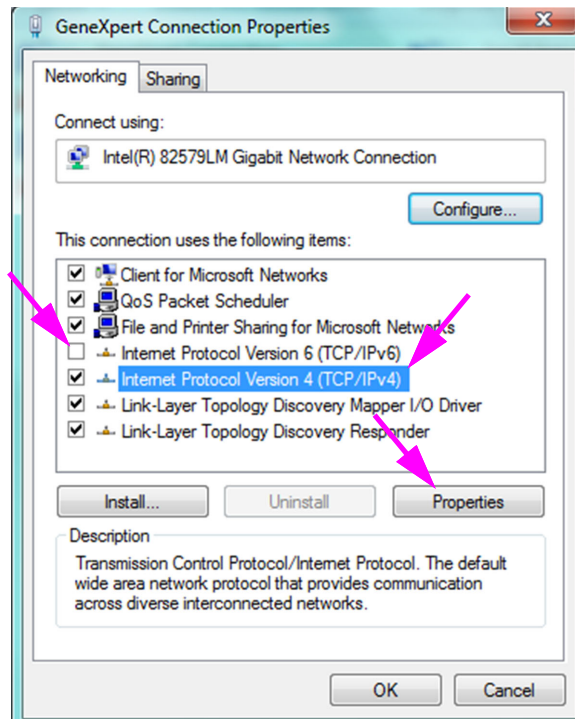 GeneXpert Connection Properties
Networking
Sharing
Connect using:
Intel(R) 82579LM Gigabit Network Connection
Configure...
This connection uses the following items:
Client for Microsoft Networks
QoS Packet Scheduler
File and Printer Sharing for Microsoft Networks
Internet Protocol Version 6 (TCP/IPv6)
Internet Protocol Version 4 (TCP/IPv4)
Link-Layer Topology Discovery Mapper I/O Driver
Link-Layer Topology Discovery Responder
Install...
Uninstall
Properties
Description
Transmission Control Protocol/Internet Protocol. The default
wide area network protocol that provides communication
across diverse interconnected networks.
OK
Cancel